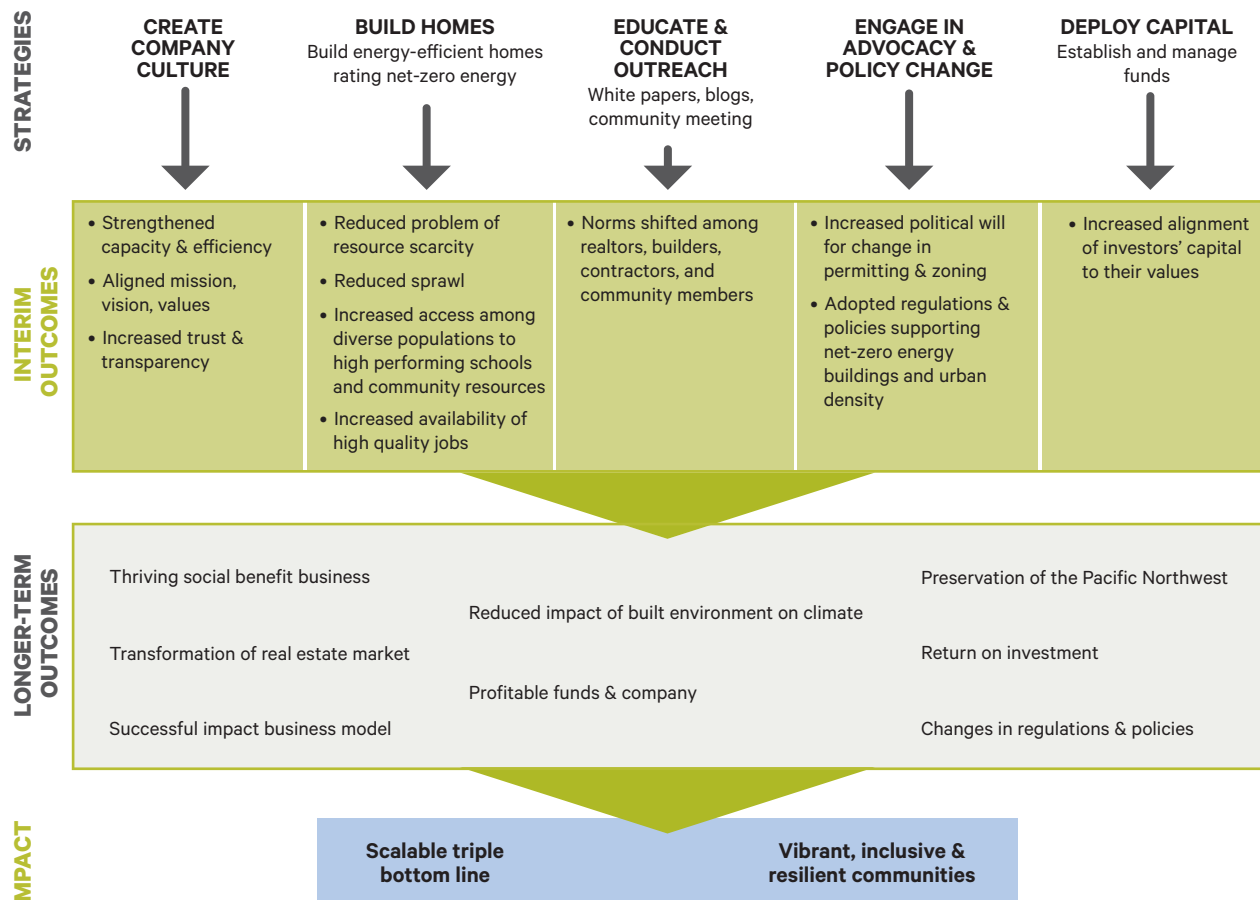 STRATEGIES
CREATE
COMPANY
CULTURE
BUILD HOMES
Build energy-efficient homes
rating net-zero energy
EDUCATE &
CONDUCT
OUTREACH
White papers, blogs,
community meeting
ENGAGE IN
ADVOCACY &
POLICY CHANGE
DEPLOY CAPITAL
Establish and manage
funds
INTERIM
OUTCOMES
• Strengthened
capacity & efficiency
• Aligned mission,
vision, values
• Increased trust &
transparency
• Reduced problem of
resource scarcity
• Reduced sprawl
• Increased access among
diverse populations to
high performing schools
and community resources
• Increased availability of
high quality jobs
• Norms shifted among
realtors, builders,
contractors, and
community members
• Increased political will
for change in
permitting & zoning
• Adopted regulations &
policies supporting
net-zero energy
buildings and urban
density
• Increased alignment
of investors’ capital
to their values
LONGER-TERM
OUTCOMES
Thriving social benefit business
Preservation of the Pacific Northwest
Reduced impact of built environment on climate
Transformation of real estate market
Return on investment
Profitable funds & company
Successful impact business model
Changes in regulations & policies
MPACT
Scalable triple
bottom line
Vibrant, inclusive &
resilient communities